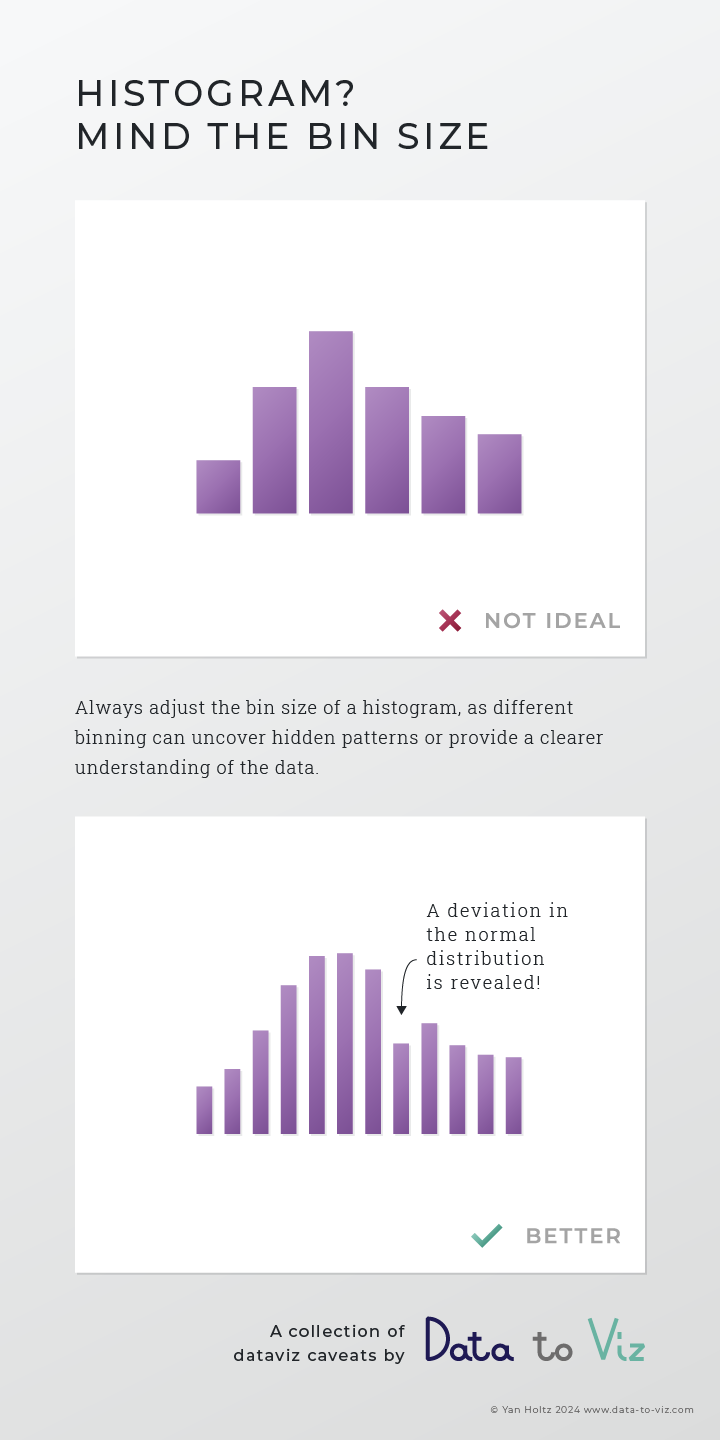 HISTOGRAM?
MIND THE BIN SIZE
NOT IDEAL
Always adjust the bin size of a histogram, as different
binning can uncover hidden patterns or provide a clearer
understanding of the data.
A deviation in
the normal
distribution
is revealed!
BETTER
A collection of
dataviz caveats by
Data to Viz
© Yan Holtz 2024 www.data-to-viz.com